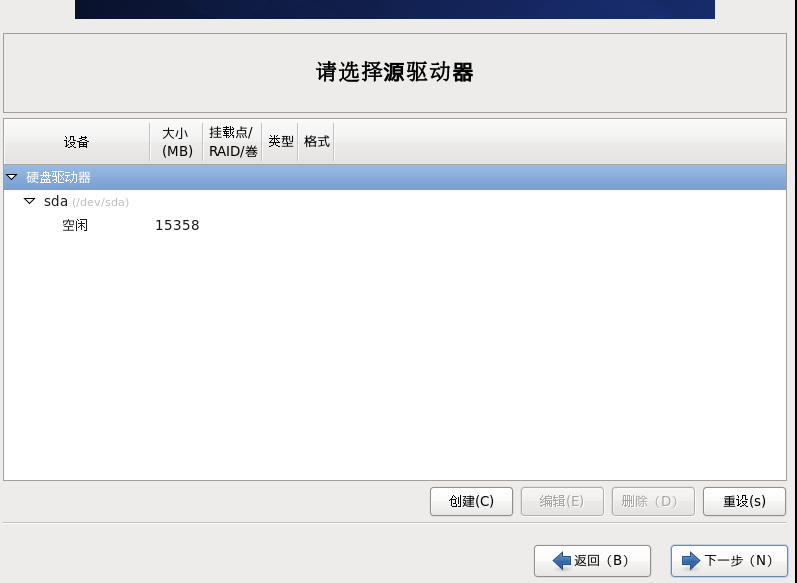 请选择源驱动器
设备
大小
(MB)
挂载点/
RAID/卷
类型
格式
硬盘驱动器
sda (/dev/sda)
空闲 15358
创建(C)
编辑(E)
删除（D）
重设(s)
返回（B）
下一步（N）